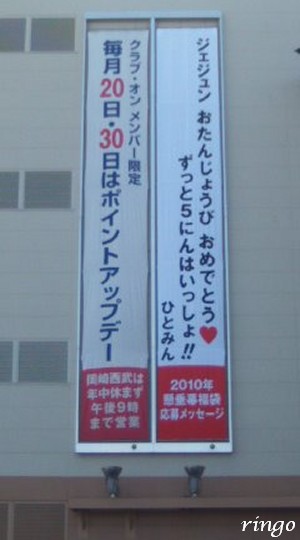 ジェジュン おたんじょうび おめでとう♥
ずっと5にんはいっしょ!!
ひとみん
2010年
懸垂幕福袋
応募メッセージ
クラブ・オン メンバー限定
毎月20日・30日はポイントアップデー
岡崎西武は
年中休まず
午後9時
まで営業
ringo